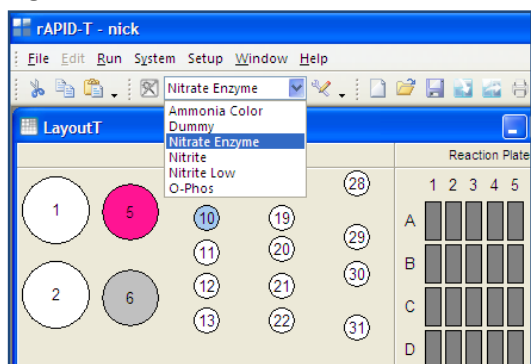 rAPID-T - nick
File Edit Run System Setup Window Help
Nitrate Enzyme
Ammonia Color
Dummy
Nitrate Enzyme
Nitrite
Nitrite Low
O-Phos
LayoutT
Reaction Plate
1 2 3 4 5
28
1 5 10 19
A
29
11 20
B
30
2 6 12 21
C
13 22
31
D